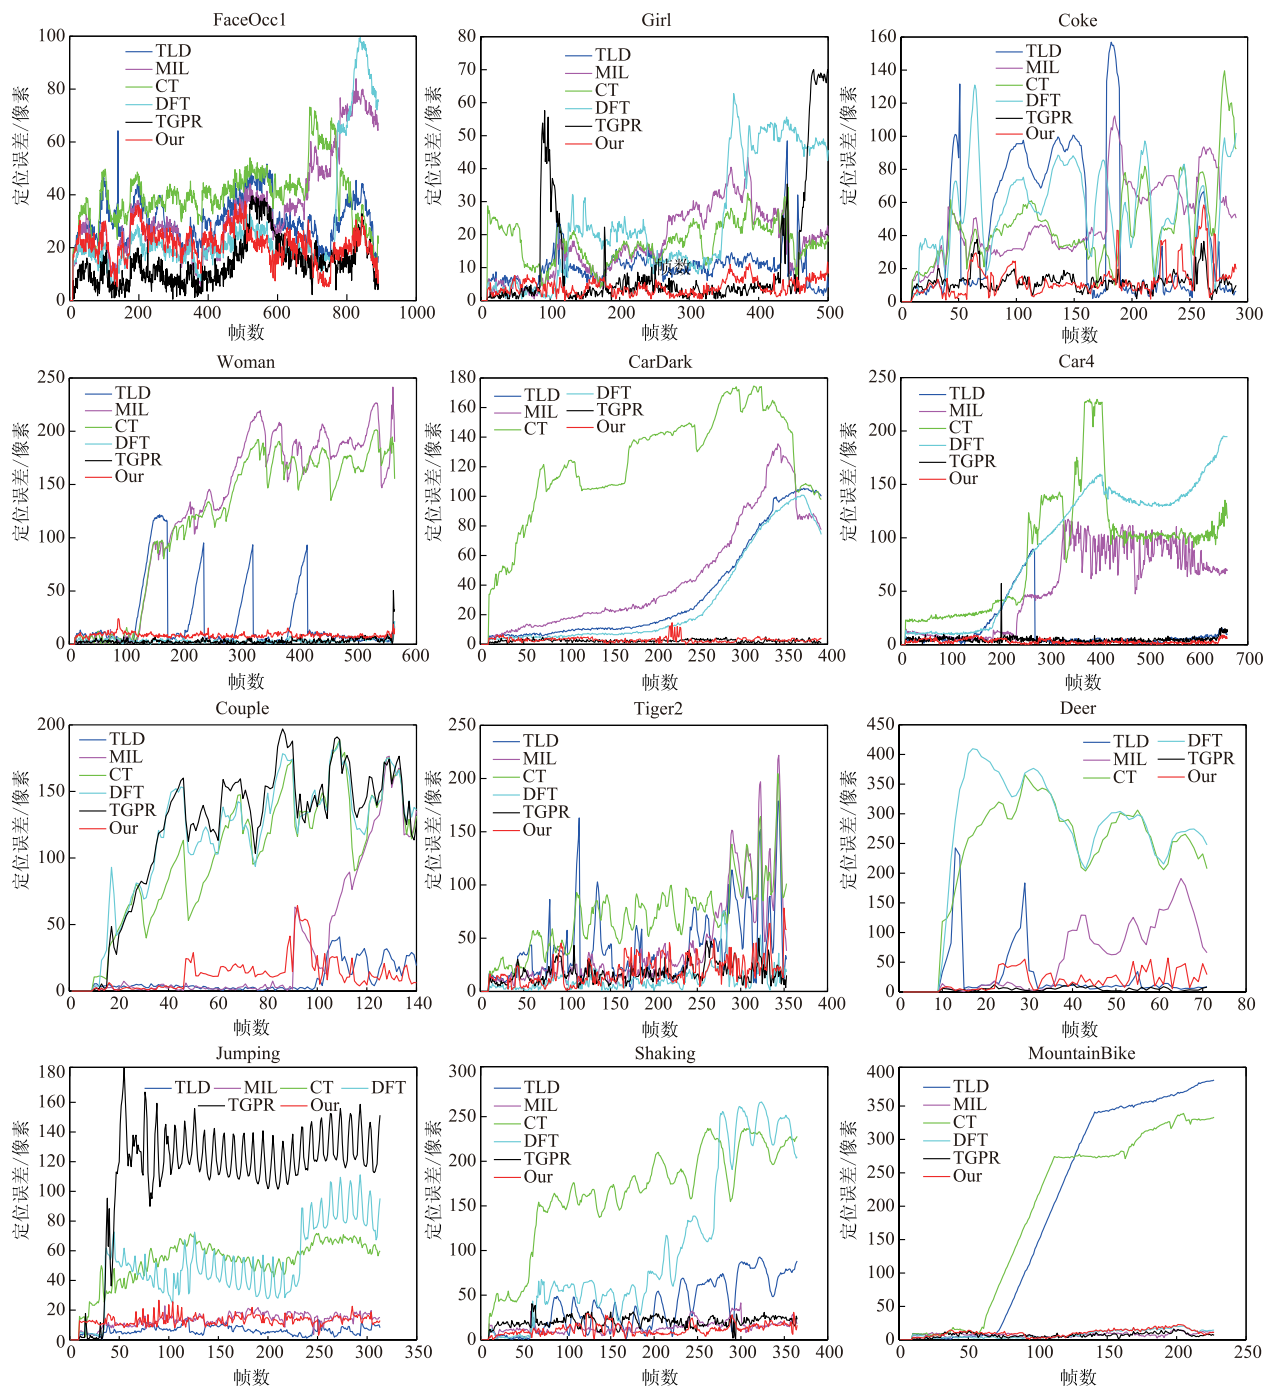 FaceOcc1
定位误差/像素
100
80
60
40
20
0
TLD
MIL
CT
DFT
TGPR
Our
0 200 400 600 800 1000
帧数
Girl
定位误差/像素
80
70
60
50
40
30
20
10
0
TLD
MIL
CT
DFT
TGPR
Our
帧数
0 100 200 300 400 500
帧数
Coke
定位误差/像素
160
140
120
100
80
60
40
20
0
TLD
MIL
CT
DFT
TGPR
Our
0 50 100 150 200 250 300
帧数
Woman
定位误差/像素
250
200
150
100
50
0
TLD
MIL
CT
DFT
TGPR
Our
0 100 200 300 400 500 600
帧数
CarDark
定位误差/像素
180
160
140
120
100
80
60
40
20
0
TLD DFT
MIL TGPR
CT Our
0 50 100 150 200 250 300 350 400
帧数
Car4
定位误差/像素
250
200
150
100
50
0
TLD
MIL
CT
DFT
TGPR
Our
0 100 200 300 400 500 600 700
帧数
Couple
定位误差/像素
200
150
100
50
0
TLD
MIL
CT
DFT
TGPR
Our
0 20 40 60 80 100 120 140
帧数
Tiger2
定位误差/像素
250
200
150
100
50
0
TLD
MIL
CT
DFT
TGPR
Our
0 50 100 150 200 250 300 400
帧数
Deer
定位误差/像素
450
400
350
300
250
200
150
100
50
0
TLD DFT
MIL TGPR
CT Our
0 10 20 30 40 50 60 70 80
帧数
Jumping
定位误差/像素
180
160
140
120
100
80
60
40
20
0
TLD MIL CT DFT
TGPR Our
0 50 100 150 200 250 300 350
帧数
Shaking
定位误差/像素
300
250
200
150
100
50
0
TLD
MIL
CT
DFT
TGPR
Our
0 50 100 150 200 250 300 350 400
帧数
MountainBike
定位误差/像素
400
350
300
250
200
150
100
50
0
TLD
MIL
CT
DFT
TGPR
Our
0 50 100 150 200 250
帧数